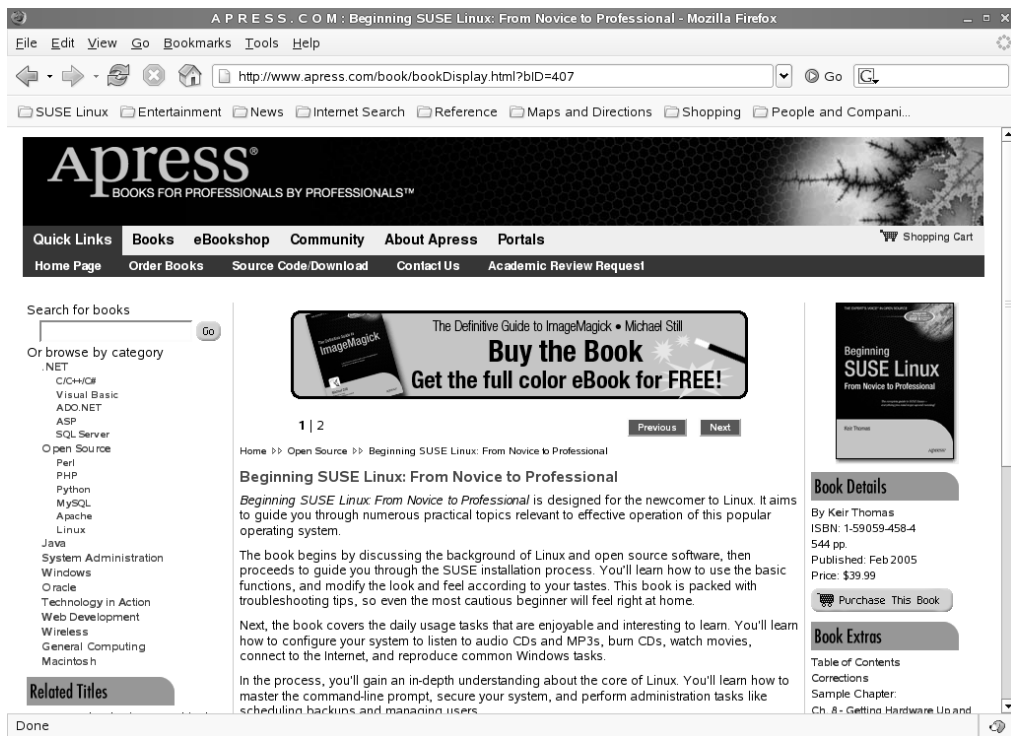 A P R E S S . C O M : Beginning SUSE Linux: From Novice to Professional - Mozilla Firefox
File Edit View Go Bookmarks Tools Help
http://www.apress.com/book/bookDisplay.html?bID=407
Go
G
SUSE Linux Entertainment News Internet Search Reference Maps and Directions Shopping People and Compani...
Apress®
BOOKS FOR PROFESSIONALS BY PROFESSIONALS™
Quick Links Books eBookshop Community About Apress Portals
Shopping Cart
Home Page Order Books Source Code/Download Contact Us Academic Review Request
Search for books
Go
Or browse by category
.NET
C/C++/C#
Visual Basic
ADO.NET
ASP
SQL Server
Open Source
Perl
PHP
Python
MySQL
Apache
Linux
Java
System Administration
Windows
Oracle
Technology in Action
Web Development
Wireless
General Computing
Macintosh
Related Titles
ImageMagick
The Definitive Guide to ImageMagick • Michael Still
Buy the Book
Get the full color eBook for FREE!
1 | 2
Previous Next
Home >> Open Source >> Beginning SUSE Linux: From Novice to Professional
Beginning SUSE Linux: From Novice to Professional
Beginning SUSE Linux: From Novice to Professional is designed for the newcomer to Linux. It aims
to guide you through numerous practical topics relevant to effective operation of this popular
operating system.
The book begins by discussing the background of Linux and open source software, then
proceeds to guide you through the SUSE installation process. You'll learn how to use the basic
functions, and modify the look and feel according to your tastes. This book is packed with
troubleshooting tips, so even the most cautious beginner will feel right at home.
Next, the book covers the daily usage tasks that are enjoyable and interesting to learn. You'll learn
how to configure your system to listen to audio CDs and MP3s, burn CDs, watch movies,
connect to the Internet, and reproduce common Windows tasks.
In the process, you'll gain an in-depth understanding about the core of Linux. You'll learn how to
master the command-line prompt, secure your system, and perform administration tasks like
scheduling backups and managing users.
Beginning
SUSE Linux
From Novice to Professional
Keir Thomas
Apress
Book Details
By Keir Thomas
ISBN: 1-59059-458-4
544 pp.
Published: Feb 2005
Price: $39.99
Purchase This Book
Book Extras
Table of Contents
Corrections
Sample Chapter:
Ch. 8 - Getting Hardware Up and
Done